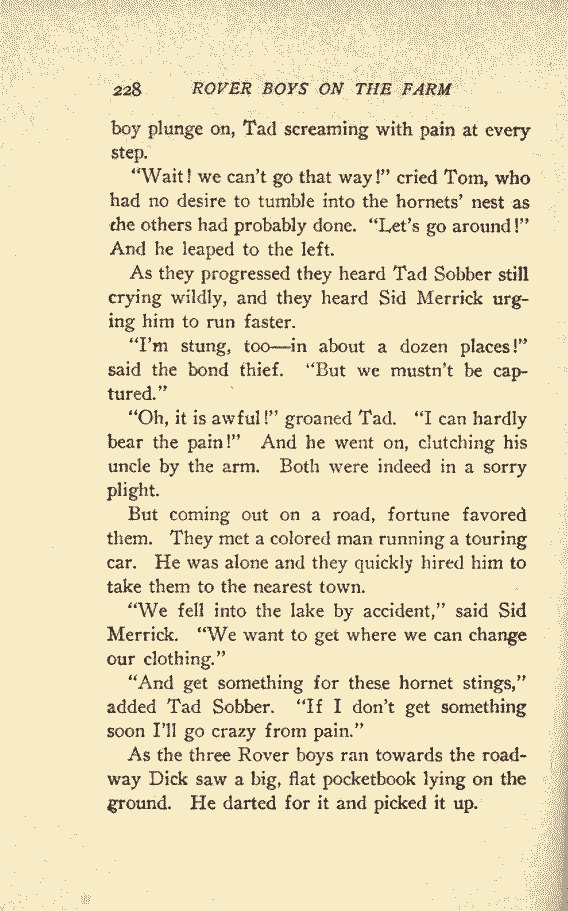 228 ROVER BOYS ON THE FARM
boy plunge on, Tad screaming with pain at every
step.
"Wait! we can't go that way!" cried Tom, who
had no desire to tumble into the hornets' nest as
the others had probably done. "Let's go around!"
And he leaped to the left.
As they progressed they heard Tad Sobber still
crying wildly, and they heard Sid Merrick urg-
ing him to run faster.
"I'm stung, too—in about a dozen places!"
said the bond thief. "But we mustn't be cap-
tured."
"Oh, it is awful!" groaned Tad. "I can hardly
bear the pain!" And he went on, clutching his
uncle by the arm. Both were indeed in a sorry
plight.
But coming out on a road, fortune favored
them. They met a colored man running a touring
car. He was alone and they quickly hired him to
take them to the nearest town.
"We fell into the lake by accident," said Sid
Merrick. "We want to get where we can change
our clothing."
"And get something for these hornet stings,"
added Tad Sobber. "If I don't get something
soon I'll go crazy from pain."
As the three Rover boys ran towards the road-
way Dick saw a big, flat pocketbook lying on the
ground. He darted for it and picked it up.